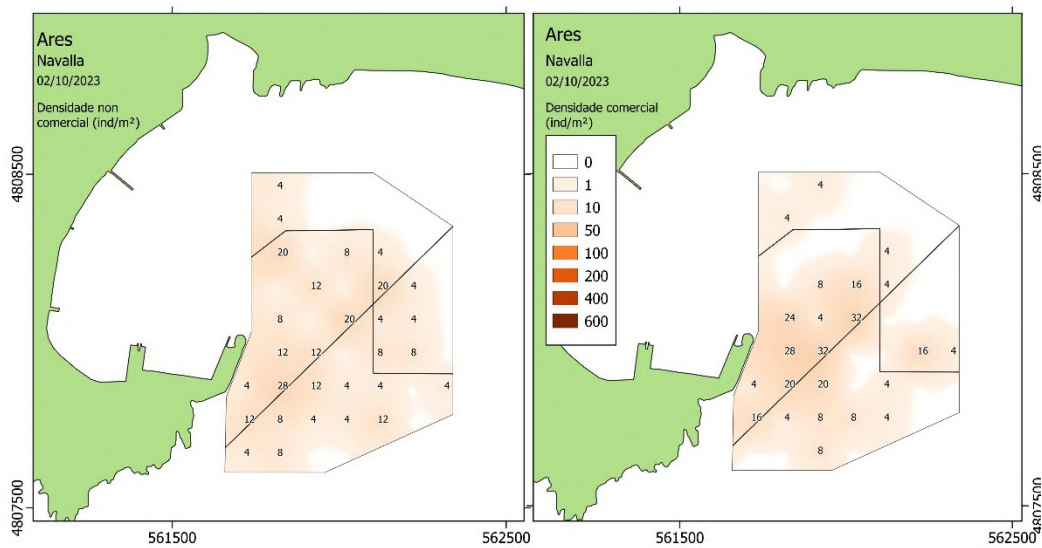 Ares
Navalla
02/10/2023
Densidade non
comercial (ind/m²)
4808500
4807500
4
4
20 8 4
12 20 4
8 20 4 4
12 12 8 8
4 28 12 4 4 4
12 8 4 4 12
4 8
561500 562500
Ares
Navalla
02/10/2023
Densidade comercial
(ind/m²)
0
1
10
50
100
200
400
600
4
4
4
8 16 4
24 4 32
28 32 16 4
4 20 20 4
16 4 8 8 4
8
4808500
4807500
561500 562500